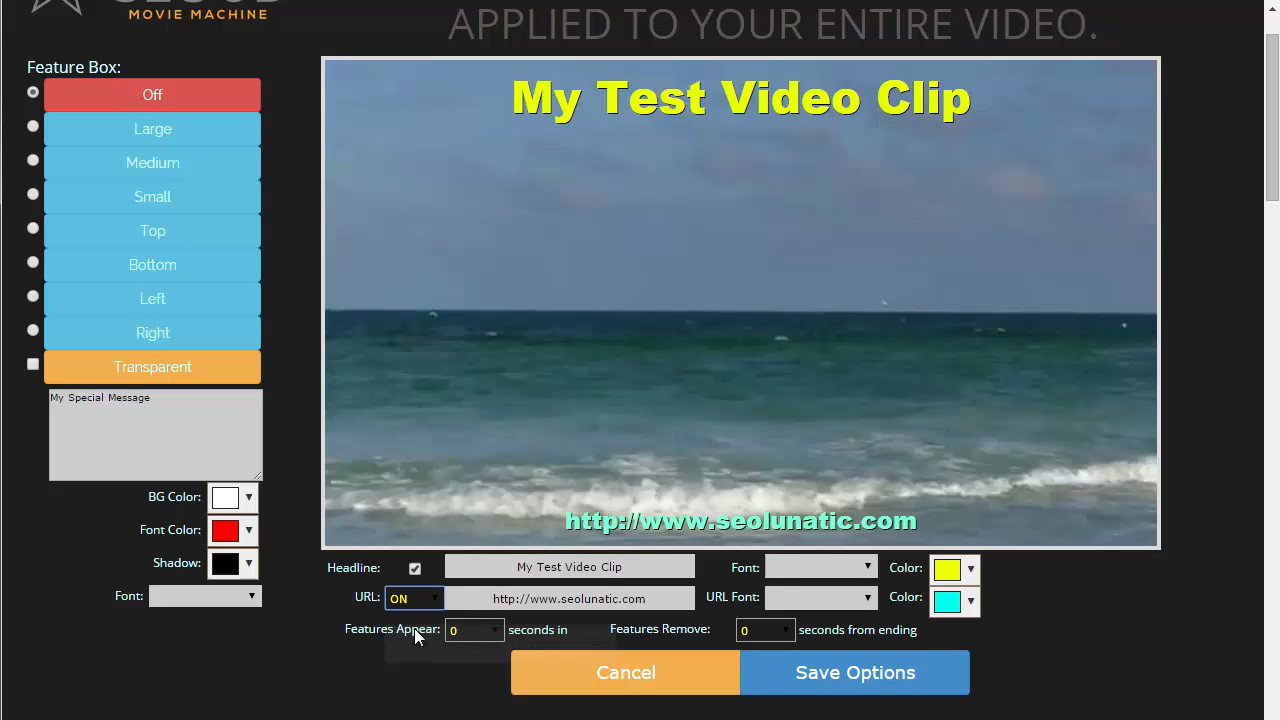 MOVIE MACHINE
APPLIED TO YOUR ENTIRE VIDEO.
Feature Box:
Off
Large
Medium
Small
Top
Bottom
Left
Right
Transparent
My Special Message
BG Color:
Font Color:
Shadow:
Font:
My Test Video Clip
http://www.seolunatic.com
Headline: My Test Video Clip Font: Color:
URL: ON http://www.seolunatic.com URL Font: Color:
Features Appear: 0 seconds in Features Remove: 0 seconds from ending
Cancel Save Options